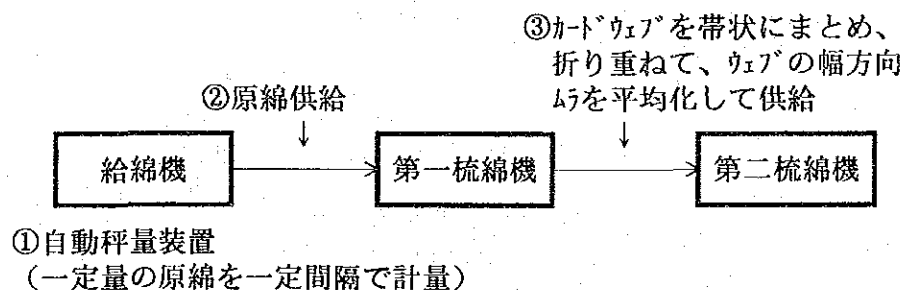 ③ｶｰﾄﾞｳｪﾌﾞを帯状にまとめ、
折り重ねて、ｳｪﾌﾞの幅方向
ﾑﾗを平均化して供給
②原綿供給
↓
↓
給綿機
第一梳綿機
第二梳綿機
①自動秤量装置
（一定量の原綿を一定間隔で計量）